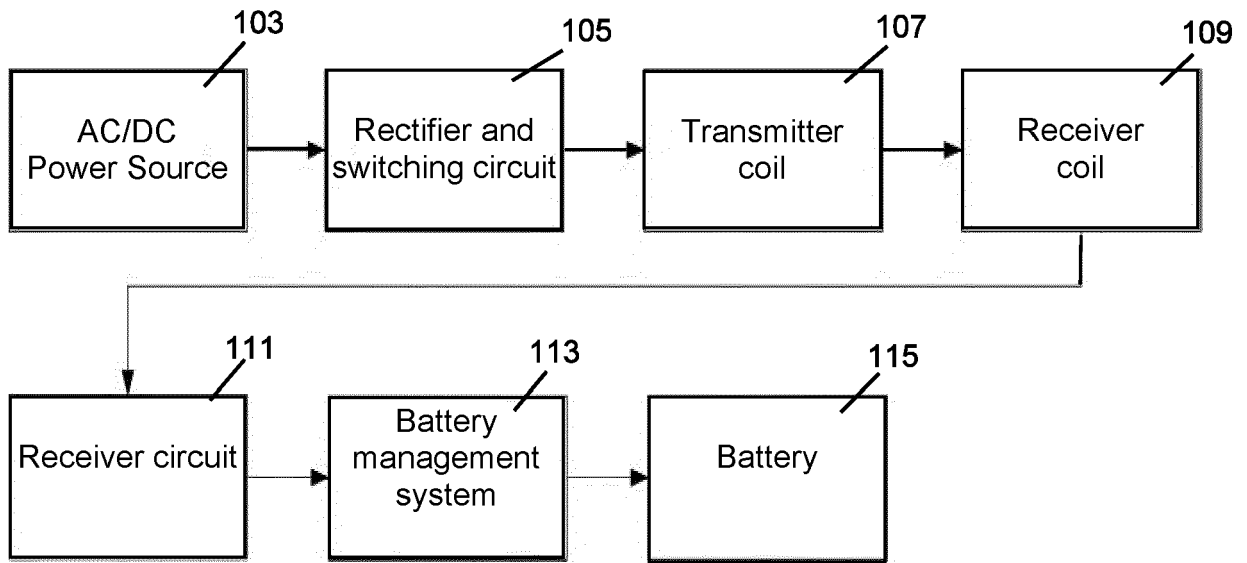 103
105
107
109
AC/DC
Power Source
Rectifier and
switching circuit
Transmitter
coil
Receiver
coil
111
113
115
Receiver circuit
Battery
management
system
Battery